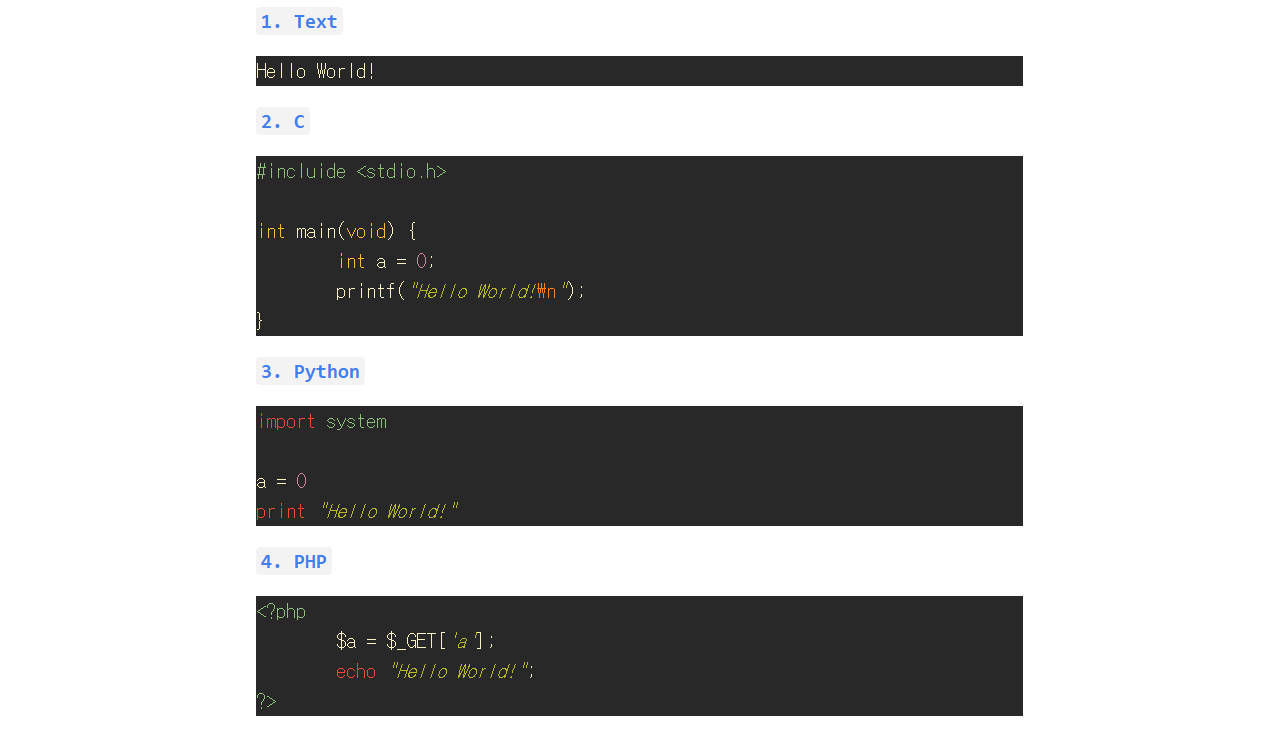 1. Text
Hello World!
2. C
#incluide <stdio.h>
int main(void) {
int a = 0;
printf("Hello World!₩n");
}
3. Python
import system
a = 0
print "Hello World!"
4. PHP
<?php
$a = $_GET['a'];
echo "Hello World!";
?>